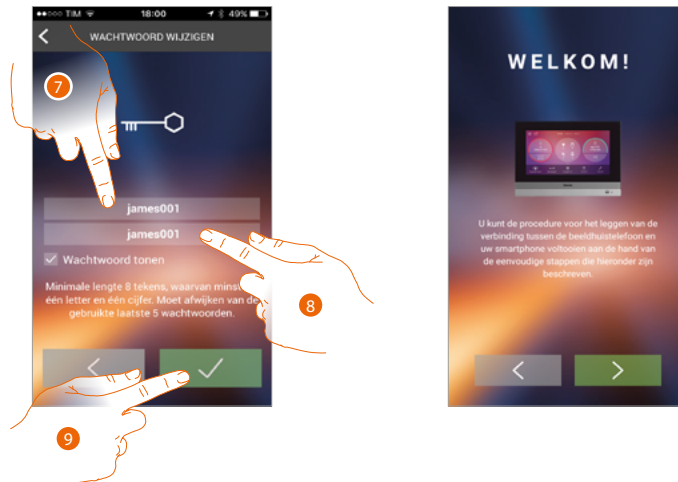 TIM
18:00
49%
WACHTWOORD WIJZIGEN
7
james001
james001
Wachtwoord tonen
Minimale lengte 8 tekens, waarvan
één letter en één cijfer. Moet afwijken van de
gebruikte laatste 5 wachtwoorden.
8
9
WELKOM!
U kunt de procedure voor het leggen van de
verbinding tussen de beeldhuistelefoon en
uw smartphone voltooien aan de hand van
de eenvoudige stappen die hieronder zijn
beschreven.